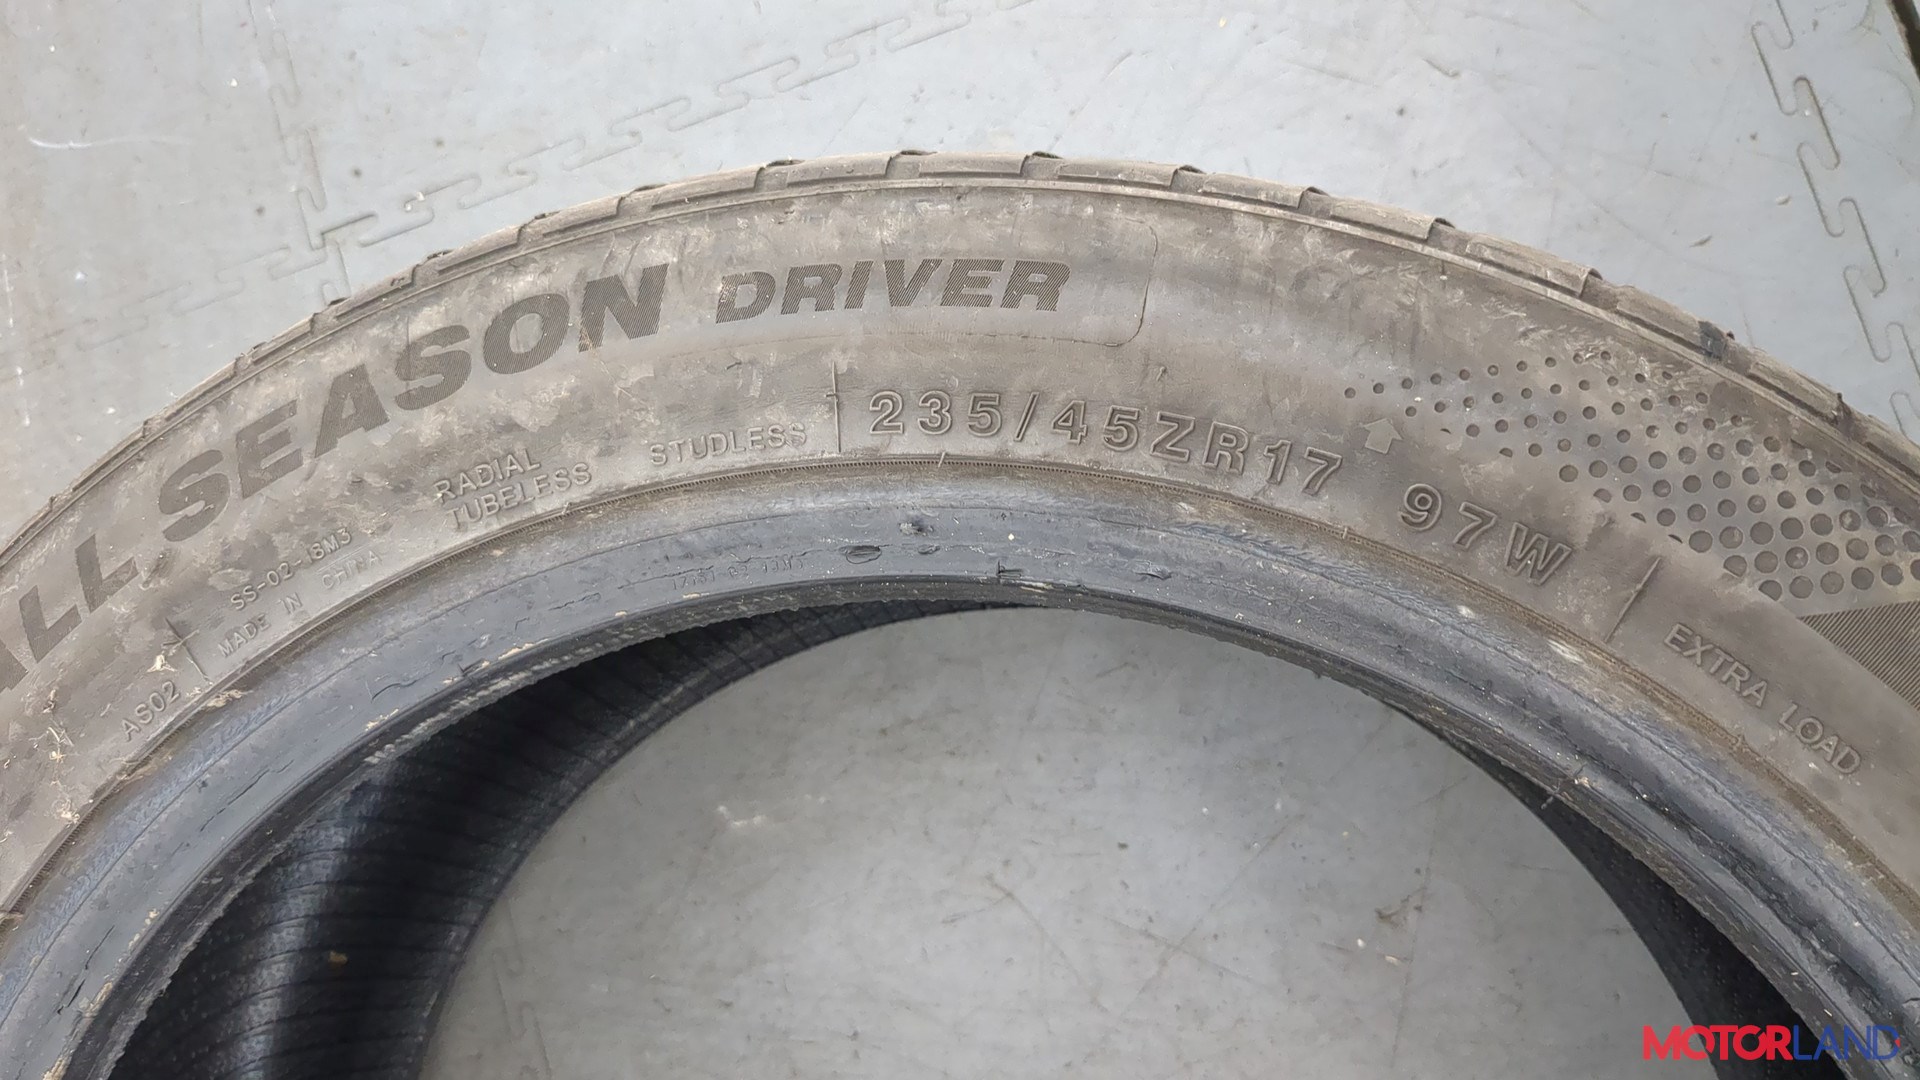 ALL SEASON DRIVER
AS02
SS-02-18M3
MADE IN CHINA
RADIAL
TUBELESS
STUDLESS
235/45ZR17 97W
EXTRA LOAD
MOTORLAND